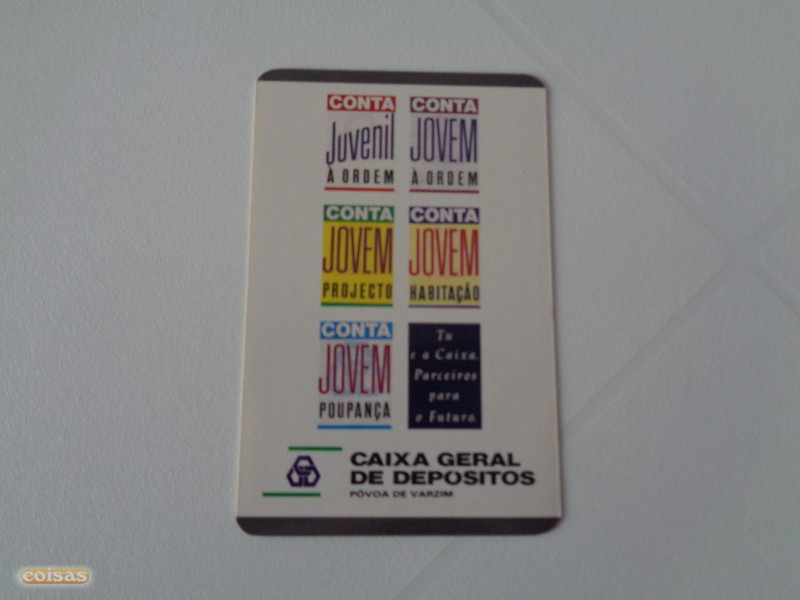 CONTA
Juvenil
À ORDEM
CONTA
JOVEM
À ORDEM
CONTA
JOVEM
PROJECTO
CONTA
JOVEM
HABITAÇÃO
CONTA
JOVEM
POUPANÇA
Tu
e a Caixa.
Parceiros
para
o Futuro.
CAIXA GERAL
DE DEPÓSITOS
PÓVOA DE VARZIM
coisas